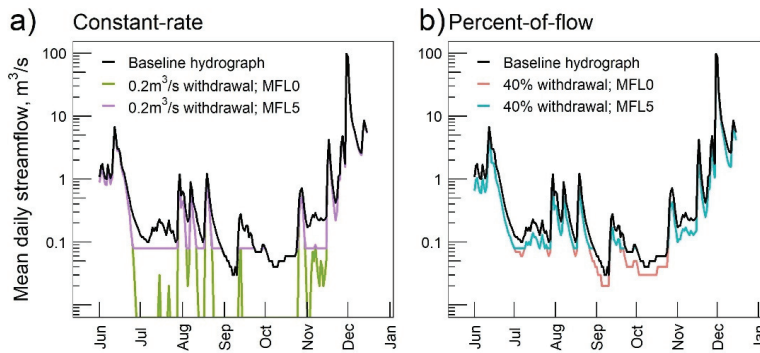 a) Constant-rate
Mean daily streamflow, m³/s
100
10
1
0.1
Baseline hydrograph
0.2m³/s withdrawal; MFL0
0.2m³/s withdrawal; MFL5
Jun Jul Aug Sep Oct Nov Dec Jan
b) Percent-of-flow
100
10
1
0.1
Baseline hydrograph
40% withdrawal; MFL0
40% withdrawal; MFL5
Jun Jul Aug Sep Oct Nov Dec Jan